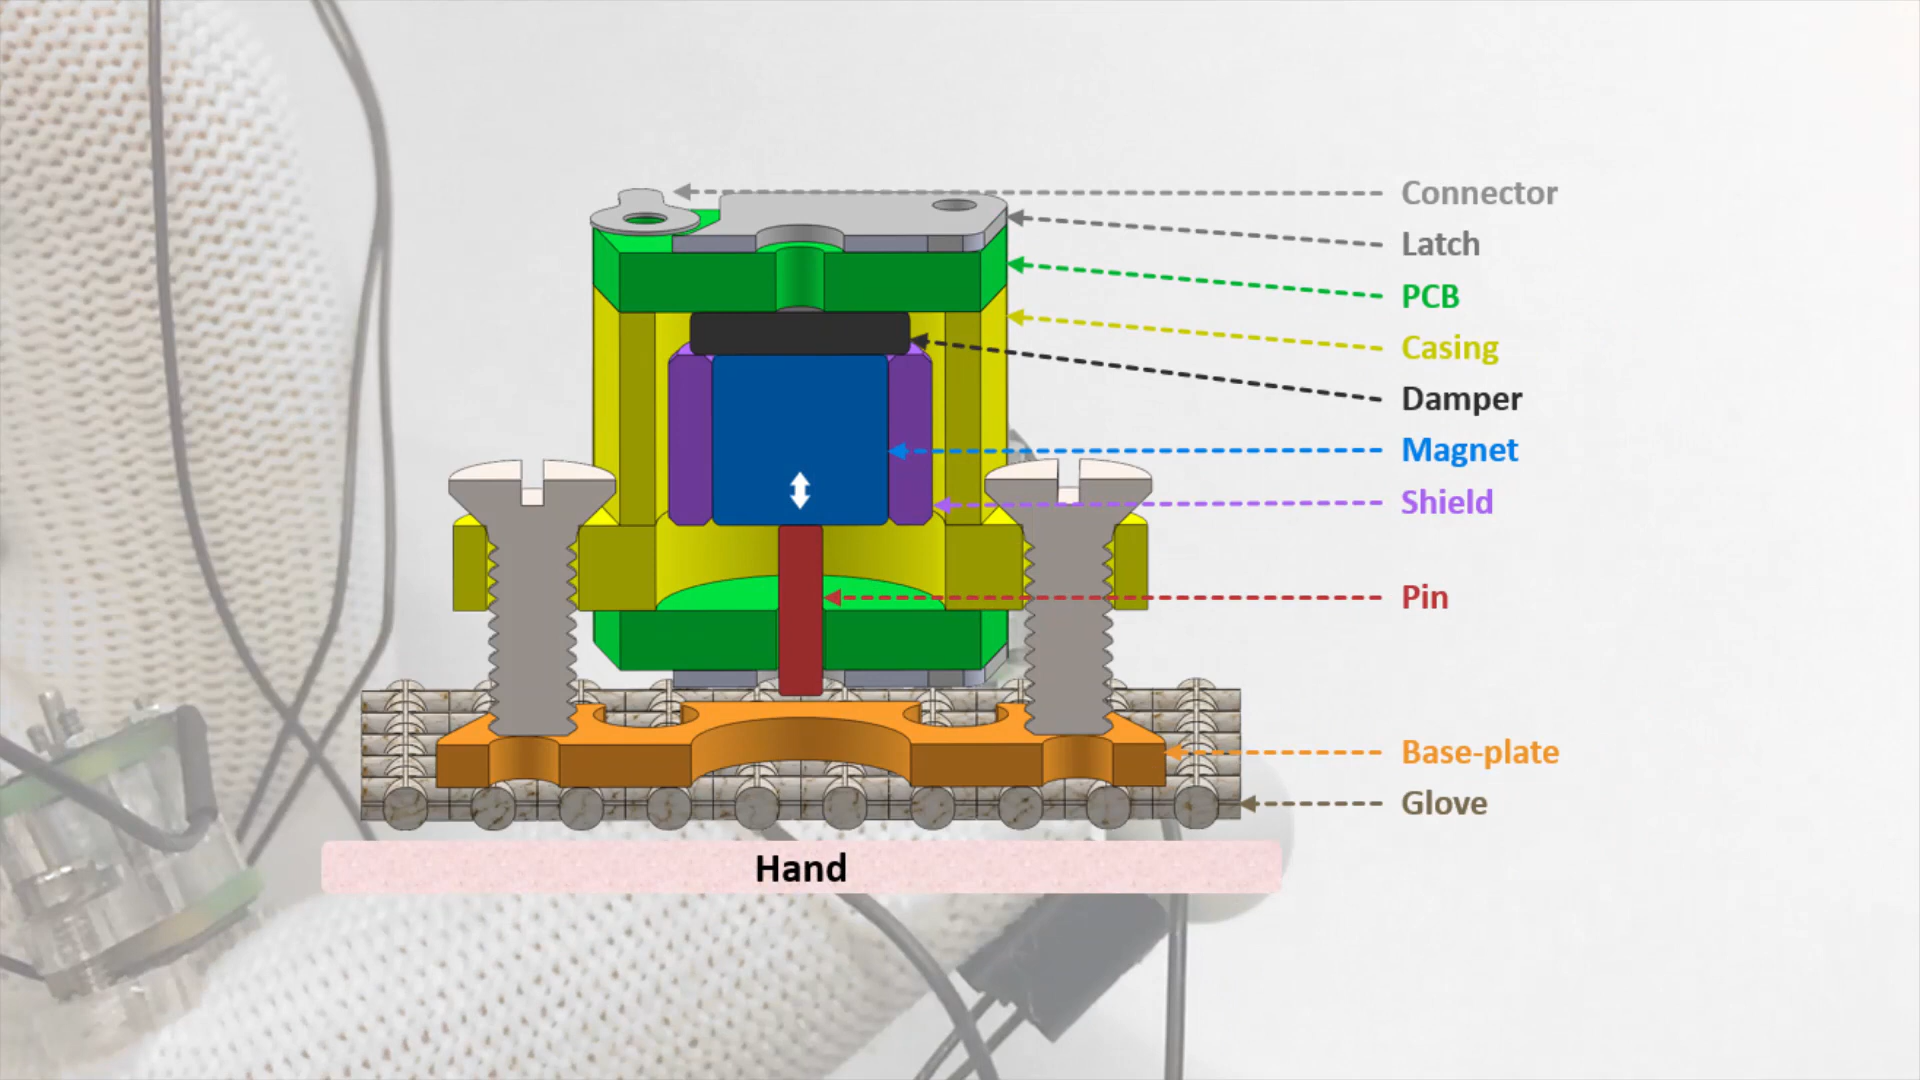 Connector
Latch
PCB
Casing
Damper
Magnet
Shield
Pin
Base-plate
Glove
Hand